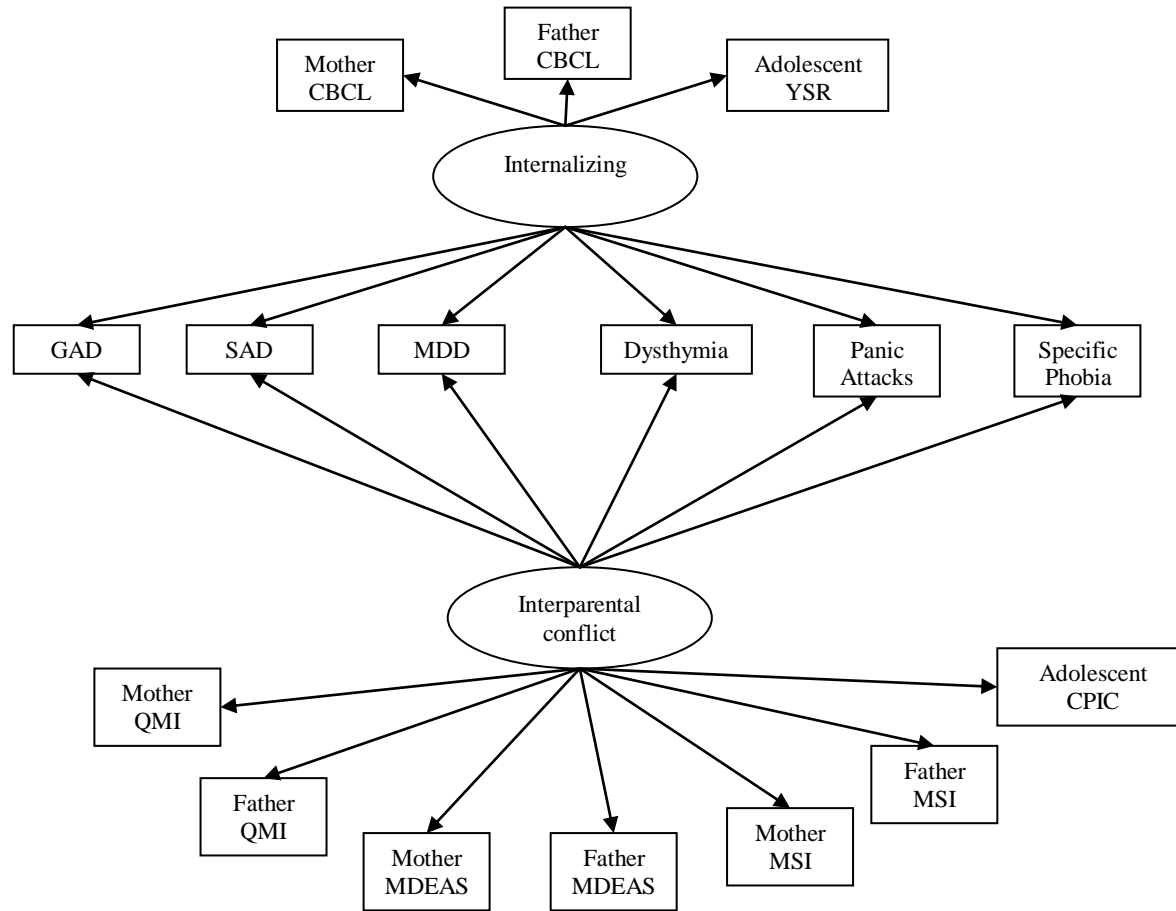 Father
CBCL
Mother
CBCL
Adolescent
YSR
Internalizing
GAD
SAD
MDD
Dysthymia
Panic
Attacks
Specific
Phobia
Interparental
conflict
Adolescent
CPIC
Mother
QMI
Father
MSI
Father
QMI
Mother
MSI
Mother
MDEAS
Father
MDEAS